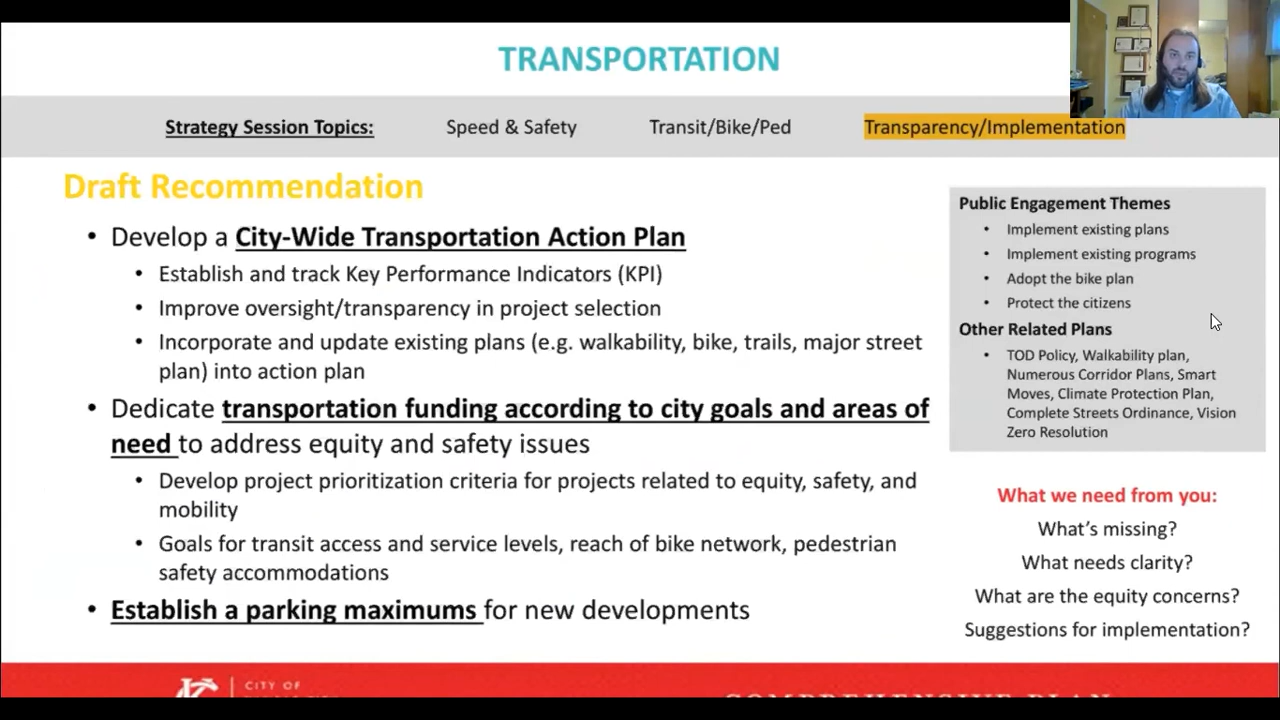 TRANSPORTATION
Strategy Session Topics:
Speed & Safety
Transit/Bike/Ped
Transparency/Implementation
Draft Recommendation
• Develop a City-Wide Transportation Action Plan
• Establish and track Key Performance Indicators (KPI)
• Improve oversight/transparency in project selection
• Incorporate and update existing plans (e.g. walkability, bike, trails, major street
plan) into action plan
• Dedicate transportation funding according to city goals and areas of
need to address equity and safety issues
• Develop project prioritization criteria for projects related to equity, safety, and
mobility
• Goals for transit access and service levels, reach of bike network, pedestrian
safety accommodations
• Establish a parking maximums for new developments
Public Engagement Themes
• Implement existing plans
• Implement existing programs
• Adopt the bike plan
• Protect the citizens
Other Related Plans
• TOD Policy, Walkability plan,
Numerous Corridor Plans, Smart
Moves, Climate Protection Plan,
Complete Streets Ordinance, Vision
Zero Resolution
What we need from you:
What's missing?
What needs clarity?
What are the equity concerns?
Suggestions for implementation?
CITY OF
COMPREHENSIVE PLAN